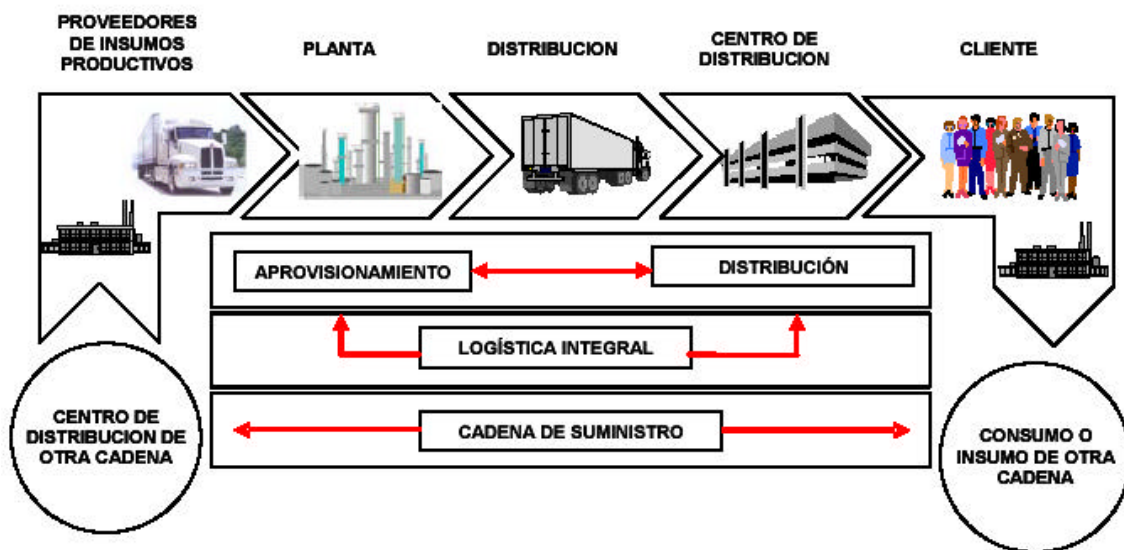 PROVEEDORES
DE INSUMOS
PRODUCTIVOS
PLANTA
DISTRIBUCION
CENTRO DE
DISTRIBUCION
CLIENTE
APROVISIONAMIENTO
DISTRIBUCIÓN
LOGÍSTICA INTEGRAL
CADENA DE SUMINISTRO
CENTRO DE
DISTRIBUCION DE
OTRA CADENA
CONSUMO O
INSUMO DE OTRA
CADENA